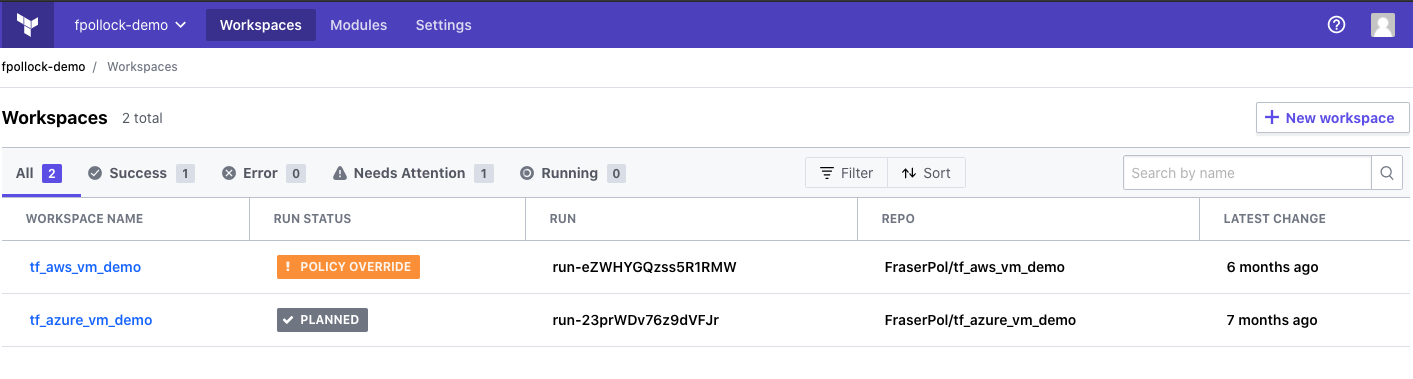 fpollock-demo Workspaces Modules Settings
fpollock-demo / Workspaces
Workspaces 2 total + New workspace
All 2 Success 1 Error 0 Needs Attention 1 Running 0 Filter Sort Search by name
WORKSPACE NAME RUN STATUS RUN REPO LATEST CHANGE
tf_aws_vm_demo ! POLICY OVERRIDE run-eZWHYGQzss5R1RMW FraserPol/tf_aws_vm_demo 6 months ago
tf_azure_vm_demo PLANNED run-23prWDv76z9dVFJr FraserPol/tf_azure_vm_demo 7 months ago